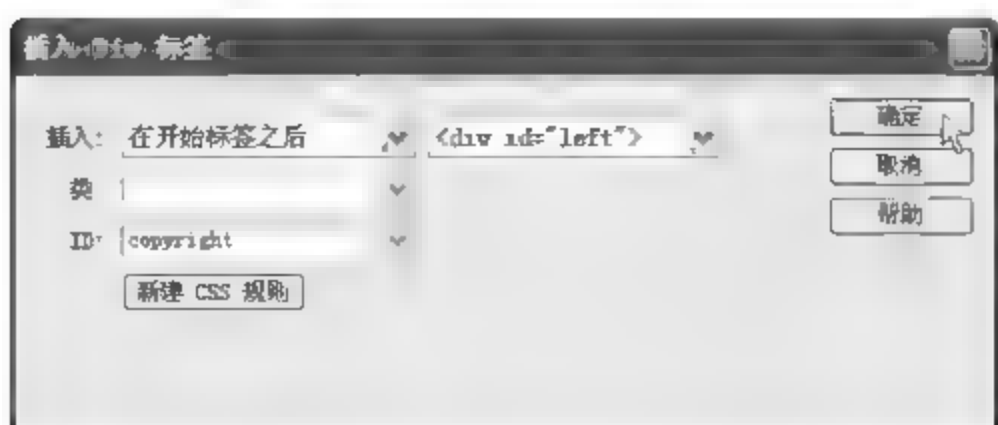 插入 Div 标签
插入: 在开始标签之后 <div id="left"> 确定
类 取消
ID: copyright 帮助
新建 CSS 规则